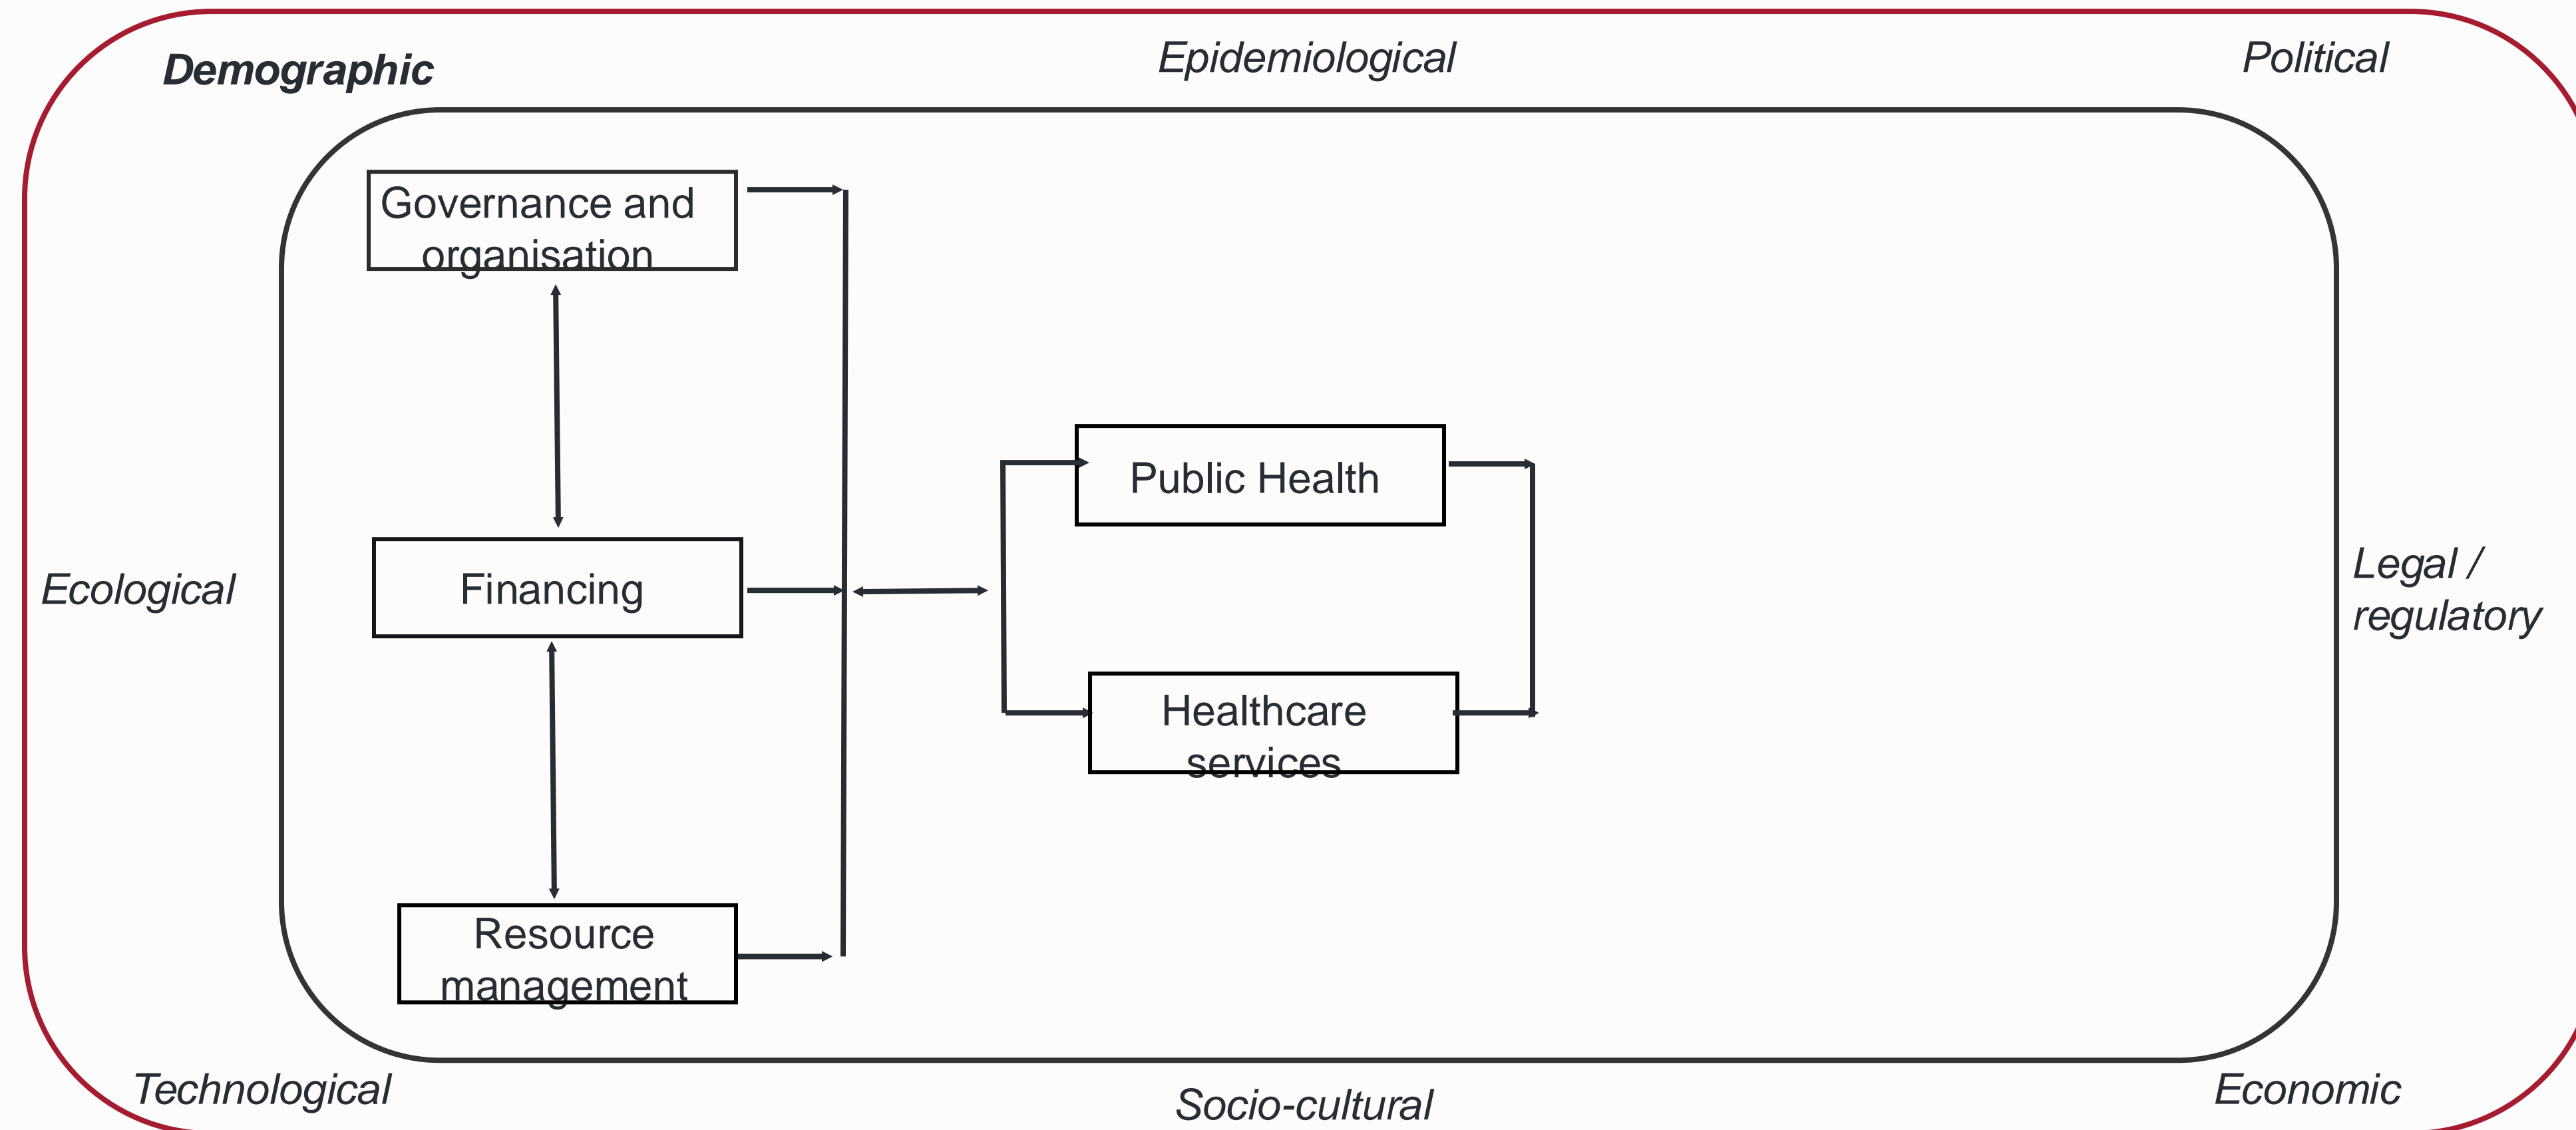 Demographic
Epidemiological
Political
Governance and
organisation
Public Health
Ecological
Financing
Legal /
regulatory
Healthcare
services
Resource
management
Technological
Socio-cultural
Economic